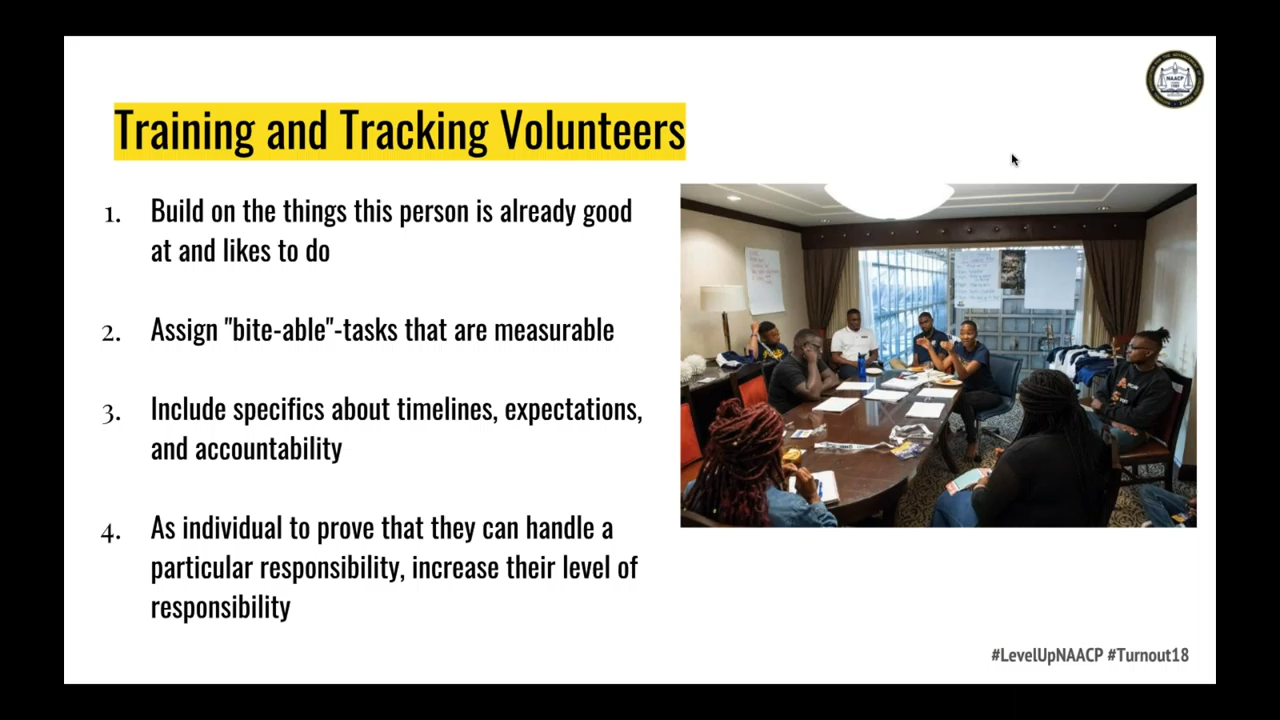 NAACP
Training and Tracking Volunteers
1. Build on the things this person is already good
at and likes to do
2. Assign "bite-able"-tasks that are measurable
3. Include specifics about timelines, expectations,
and accountability
4. As individual to prove that they can handle a
particular responsibility, increase their level of
responsibility
#LevelUpNAACP #Turnout18